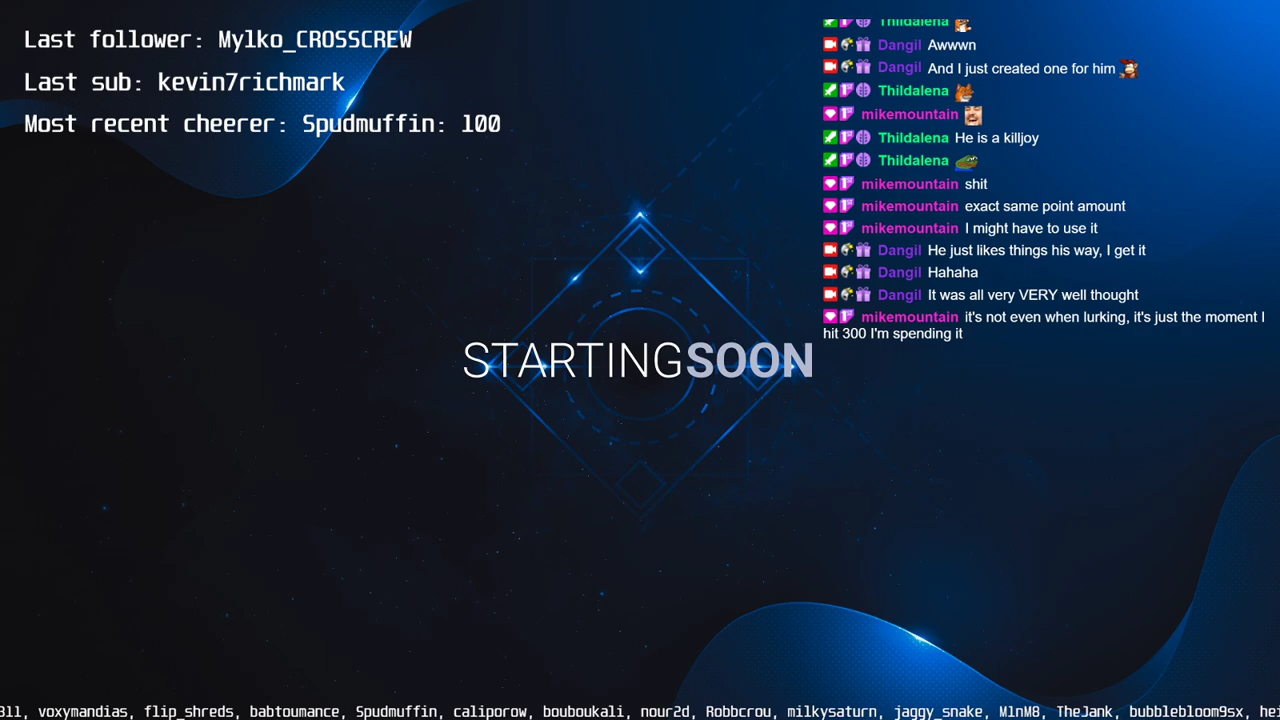 Last follower: Mylko_CROSSCREW
Last sub: kevin7richmark
Most recent cheerer: Spudmuffin: 100
Thildalena
Dangil Awwwn
Dangil And I just created one for him
Thildalena
mikemountain
Thildalena He is a killjoy
Thildalena
mikemountain shit
mikemountain exact same point amount
mikemountain I might have to use it
Dangil He just likes things his way, I get it
Dangil Hahaha
Dangil It was all very VERY well thought
mikemountain it's not even when lurking, it's just the moment I
hit 300 I'm spending it
STARTINGSOON
voxymandias, flip_shreds, babtoumance, Spudmuffin, caliporow, bouboukali, nour2d, Robbcrou, milkysaturn, jaggy_snake, M1nM8, TheJank, bubblebloom9sx,